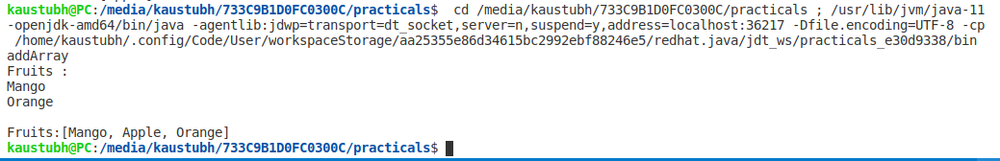 kaustubh@PC:/media/kaustubh/733C9B1D0FC0300C/practicals$  cd /media/kaustubh/733C9B1D0FC0300C/practicals ; /usr/lib/jvm/java-11
-openjdk-amd64/bin/java -agentlib:jdwp=transport=dt_socket,server=n,suspend=y,address=localhost:36217 -Dfile.encoding=UTF-8 -cp
 /home/kaustubh/.config/Code/User/workspaceStorage/aa25355e86d34615bc2992ebf88246e5/redhat.java/jdt_ws/practicals_e30d9338/bin
addArray
Fruits :
Mango
Orange

Fruits:[Mango, Apple, Orange]
kaustubh@PC:/media/kaustubh/733C9B1D0FC0300C/practicals$